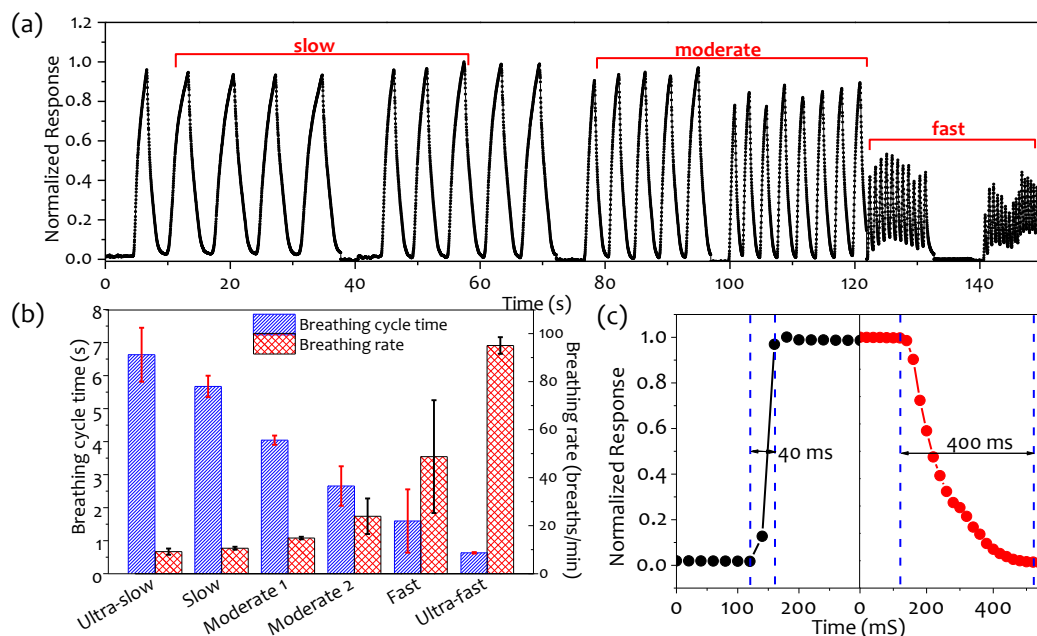 (a)
1.2
1.0
0.8
0.6
0.4
0.2
0.0
Normalized Response
slow
moderate
fast
0 20 40 60 80 100 120 140
Time (s)
(b)
8
7
6
5
4
3
2
1
0
Breathing cycle time (s)
Breathing cycle time
Breathing rate
100
80
60
40
20
0
Breathing rate (breaths/min)
Ultra-slow Slow Moderate 1 Moderate 2 Fast Ultra-fast
(c)
1.0
0.8
0.6
0.4
0.2
0.0
Normalized Response
40 ms
400 ms
0 100 200 0 200 400
Time (mS)